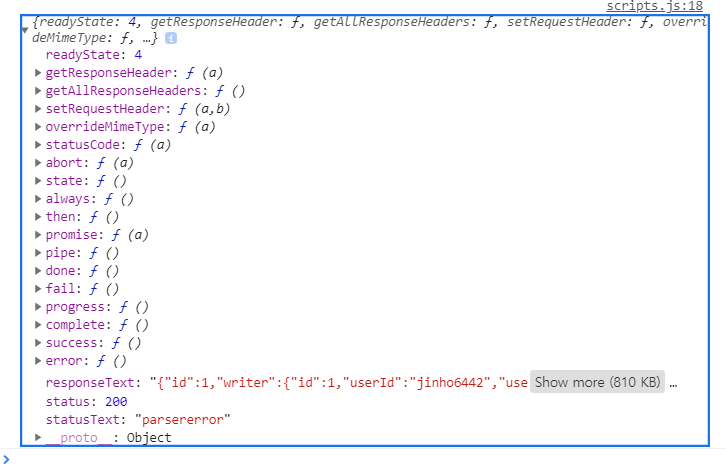 scripts.js:18
{readyState: 4, getResponseHeader: ƒ, getAllResponseHeaders: ƒ, setRequestHeader: ƒ, overri
deMimeType: ƒ, …} i
readyState: 4
getResponseHeader: ƒ (a)
getAllResponseHeaders: ƒ ()
setRequestHeader: ƒ (a,b)
overrideMimeType: ƒ (a)
statusCode: ƒ (a)
abort: ƒ (a)
state: ƒ ()
always: ƒ ()
then: ƒ ()
promise: ƒ (a)
pipe: ƒ ()
done: ƒ ()
fail: ƒ ()
progress: ƒ ()
complete: ƒ ()
success: ƒ ()
error: ƒ ()
responseText: "{"id":1,"writer":{"id":1,"userId":"jinho6442","use Show more (810 KB) …
status: 200
statusText: "parsererror"
__proto__: Object